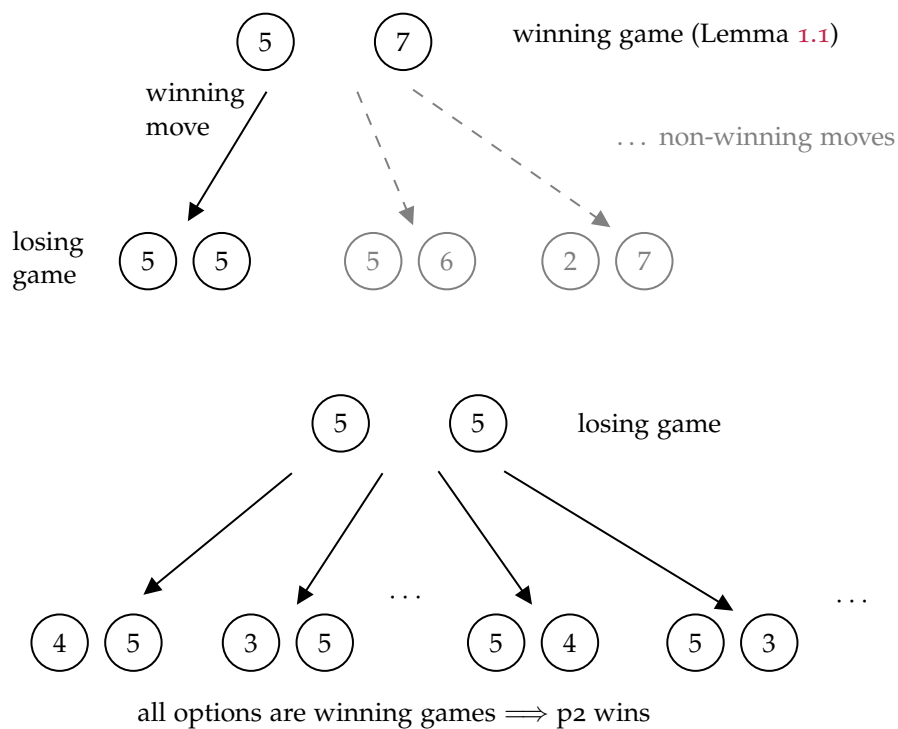 5 7 winning game (Lemma 1.1)
winning
move
... non-winning moves
losing
game
5 5 5 6 2 7
5 5 losing game
...
...
4 5 3 5 5 4 5 3
all options are winning games ⟹ p2 wins